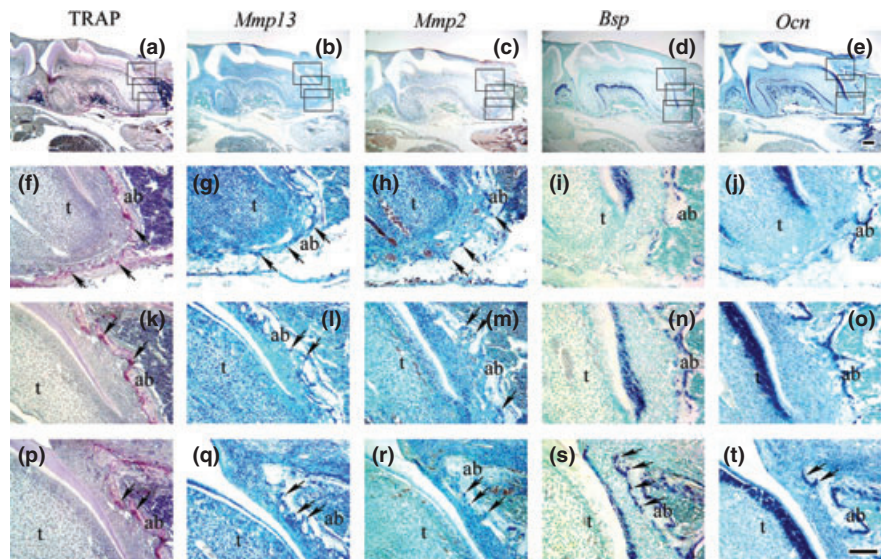 TRAP Mmp13 Mmp2 Bsp Ocn
(a) (b) (c) (d) (e)
(f) (g) (h) (i) (j)
t ab t ab t ab t ab t ab
(k) (l) (m) (n) (o)
t ab t ab t ab t ab t ab
(p) (q) (r) (s) (t)
t ab t ab t ab t ab t ab